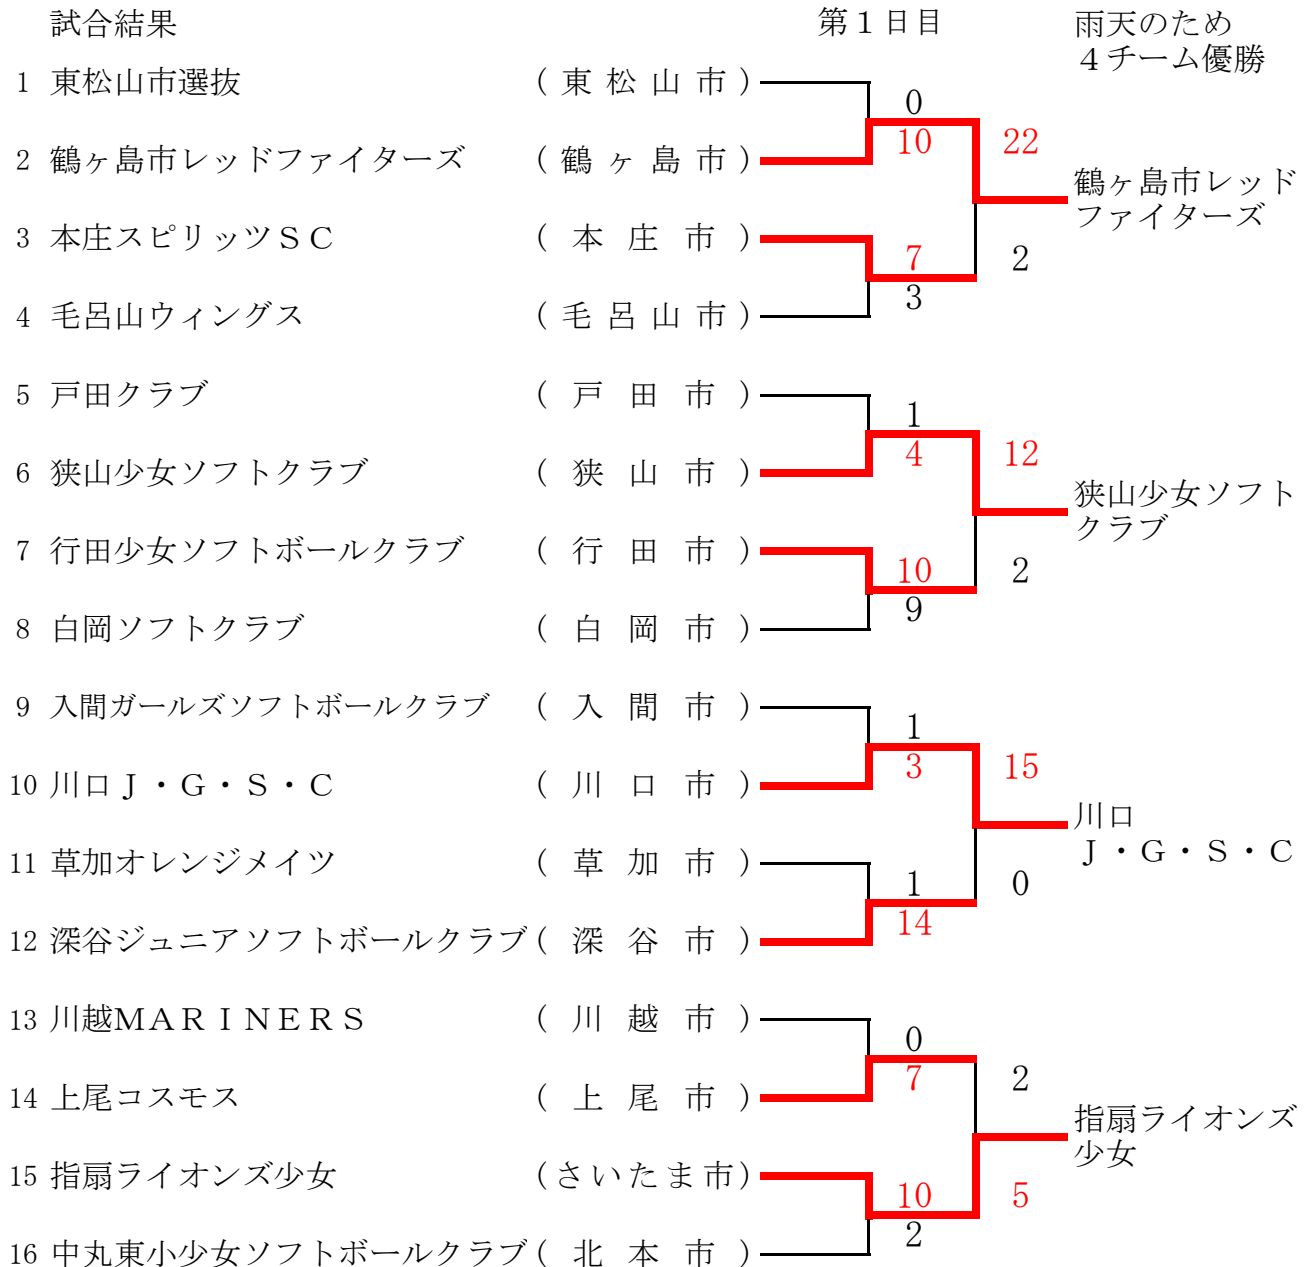 試合結果 第１日目 雨天のため
４チーム優勝
1 東松山市選抜 (東松山市)
0
10 22
2 鶴ヶ島市レッドファイターズ (鶴ヶ島市)
鶴ヶ島市レッド
ファイターズ
3 本庄スピリッツＳＣ (本庄市)
7 2
3
4 毛呂山ウィングス (毛呂山市)
5 戸田クラブ (戸田市)
1
4 12
6 狭山少女ソフトクラブ (狭山市)
狭山少女ソフト
クラブ
7 行田少女ソフトボールクラブ (行田市)
10 2
9
8 白岡ソフトクラブ (白岡市)
9 入間ガールズソフトボールクラブ (入間市)
1
3 15
10 川口Ｊ・Ｇ・Ｓ・Ｃ (川口市)
川口
Ｊ・Ｇ・Ｓ・Ｃ
11 草加オレンジメイツ (草加市)
1 0
14
12 深谷ジュニアソフトボールクラブ (深谷市)
13 川越ＭＡＲＩＮＥＲＳ (川越市)
0
7 2
14 上尾コスモス (上尾市)
指扇ライオンズ
少女
15 指扇ライオンズ少女 (さいたま市)
10 5
2
16 中丸東小少女ソフトボールクラブ (北本市)